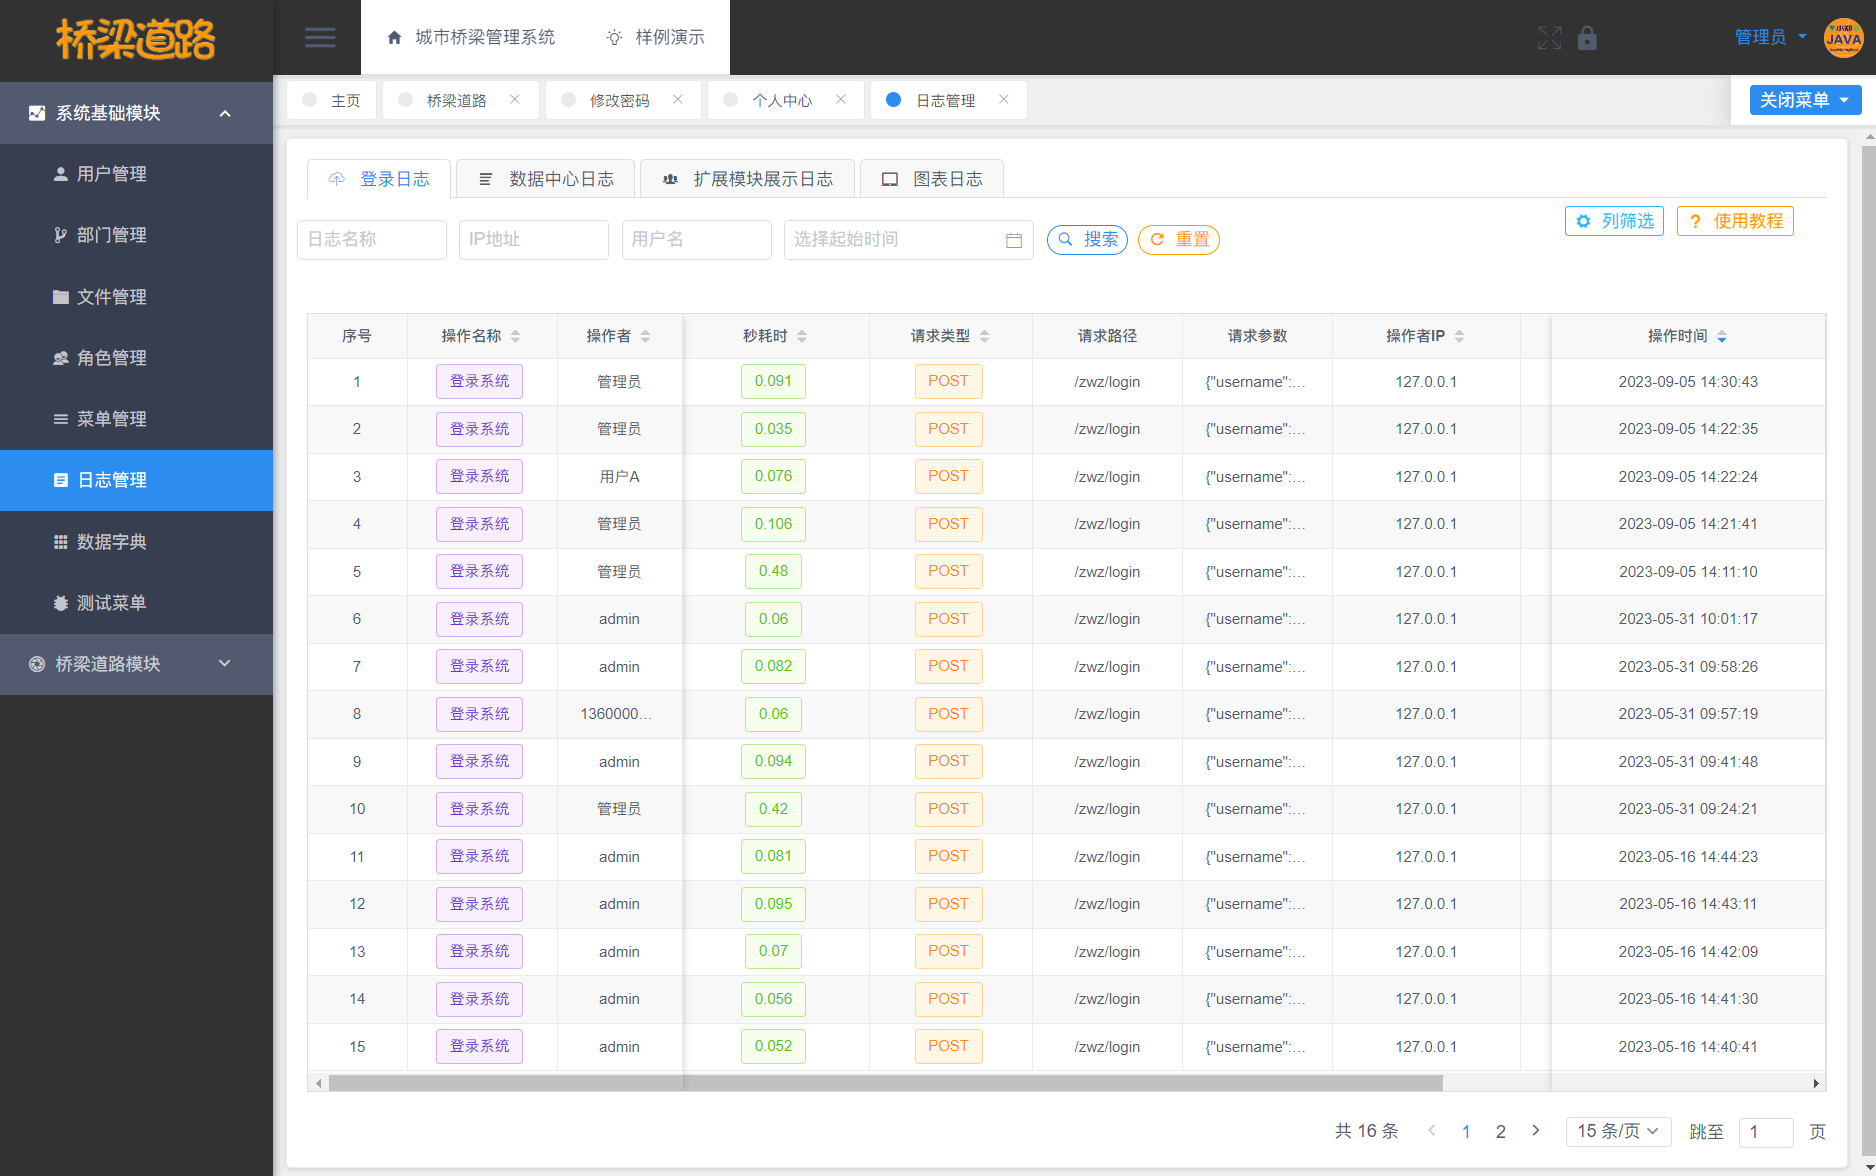 桥梁道路
城市桥梁管理系统 样例演示
管理员
小郑
JAVA
主页 桥梁道路 修改密码 个人中心 日志管理
关闭菜单
系统基础模块
用户管理
部门管理
文件管理
角色管理
菜单管理
日志管理
数据字典
测试菜单
桥梁道路模块
登录日志 数据中心日志 扩展模块展示日志 图表日志
日志名称 IP地址 用户名 选择起始时间 搜索 重置
列筛选 ? 使用教程
序号 操作名称 操作者 秒耗时 请求类型 请求路径 请求参数 操作者IP 操作时间
1 登录系统 管理员 0.091 POST /zwz/login {"username":... 127.0.0.1 2023-09-05 14:30:43
2 登录系统 管理员 0.035 POST /zwz/login {"username":... 127.0.0.1 2023-09-05 14:22:35
3 登录系统 用户A 0.076 POST /zwz/login {"username":... 127.0.0.1 2023-09-05 14:22:24
4 登录系统 管理员 0.106 POST /zwz/login {"username":... 127.0.0.1 2023-09-05 14:21:41
5 登录系统 管理员 0.48 POST /zwz/login {"username":... 127.0.0.1 2023-09-05 14:11:10
6 登录系统 admin 0.06 POST /zwz/login {"username":... 127.0.0.1 2023-05-31 10:01:17
7 登录系统 admin 0.082 POST /zwz/login {"username":... 127.0.0.1 2023-05-31 09:58:26
8 登录系统 1360000... 0.06 POST /zwz/login {"username":... 127.0.0.1 2023-05-31 09:57:19
9 登录系统 admin 0.094 POST /zwz/login {"username":... 127.0.0.1 2023-05-31 09:41:48
10 登录系统 管理员 0.42 POST /zwz/login {"username":... 127.0.0.1 2023-05-31 09:24:21
11 登录系统 admin 0.081 POST /zwz/login {"username":... 127.0.0.1 2023-05-16 14:44:23
12 登录系统 admin 0.095 POST /zwz/login {"username":... 127.0.0.1 2023-05-16 14:43:11
13 登录系统 admin 0.07 POST /zwz/login {"username":... 127.0.0.1 2023-05-16 14:42:09
14 登录系统 admin 0.056 POST /zwz/login {"username":... 127.0.0.1 2023-05-16 14:41:30
15 登录系统 admin 0.052 POST /zwz/login {"username":... 127.0.0.1 2023-05-16 14:40:41
共 16 条 1 2 15 条/页 跳至 1 页